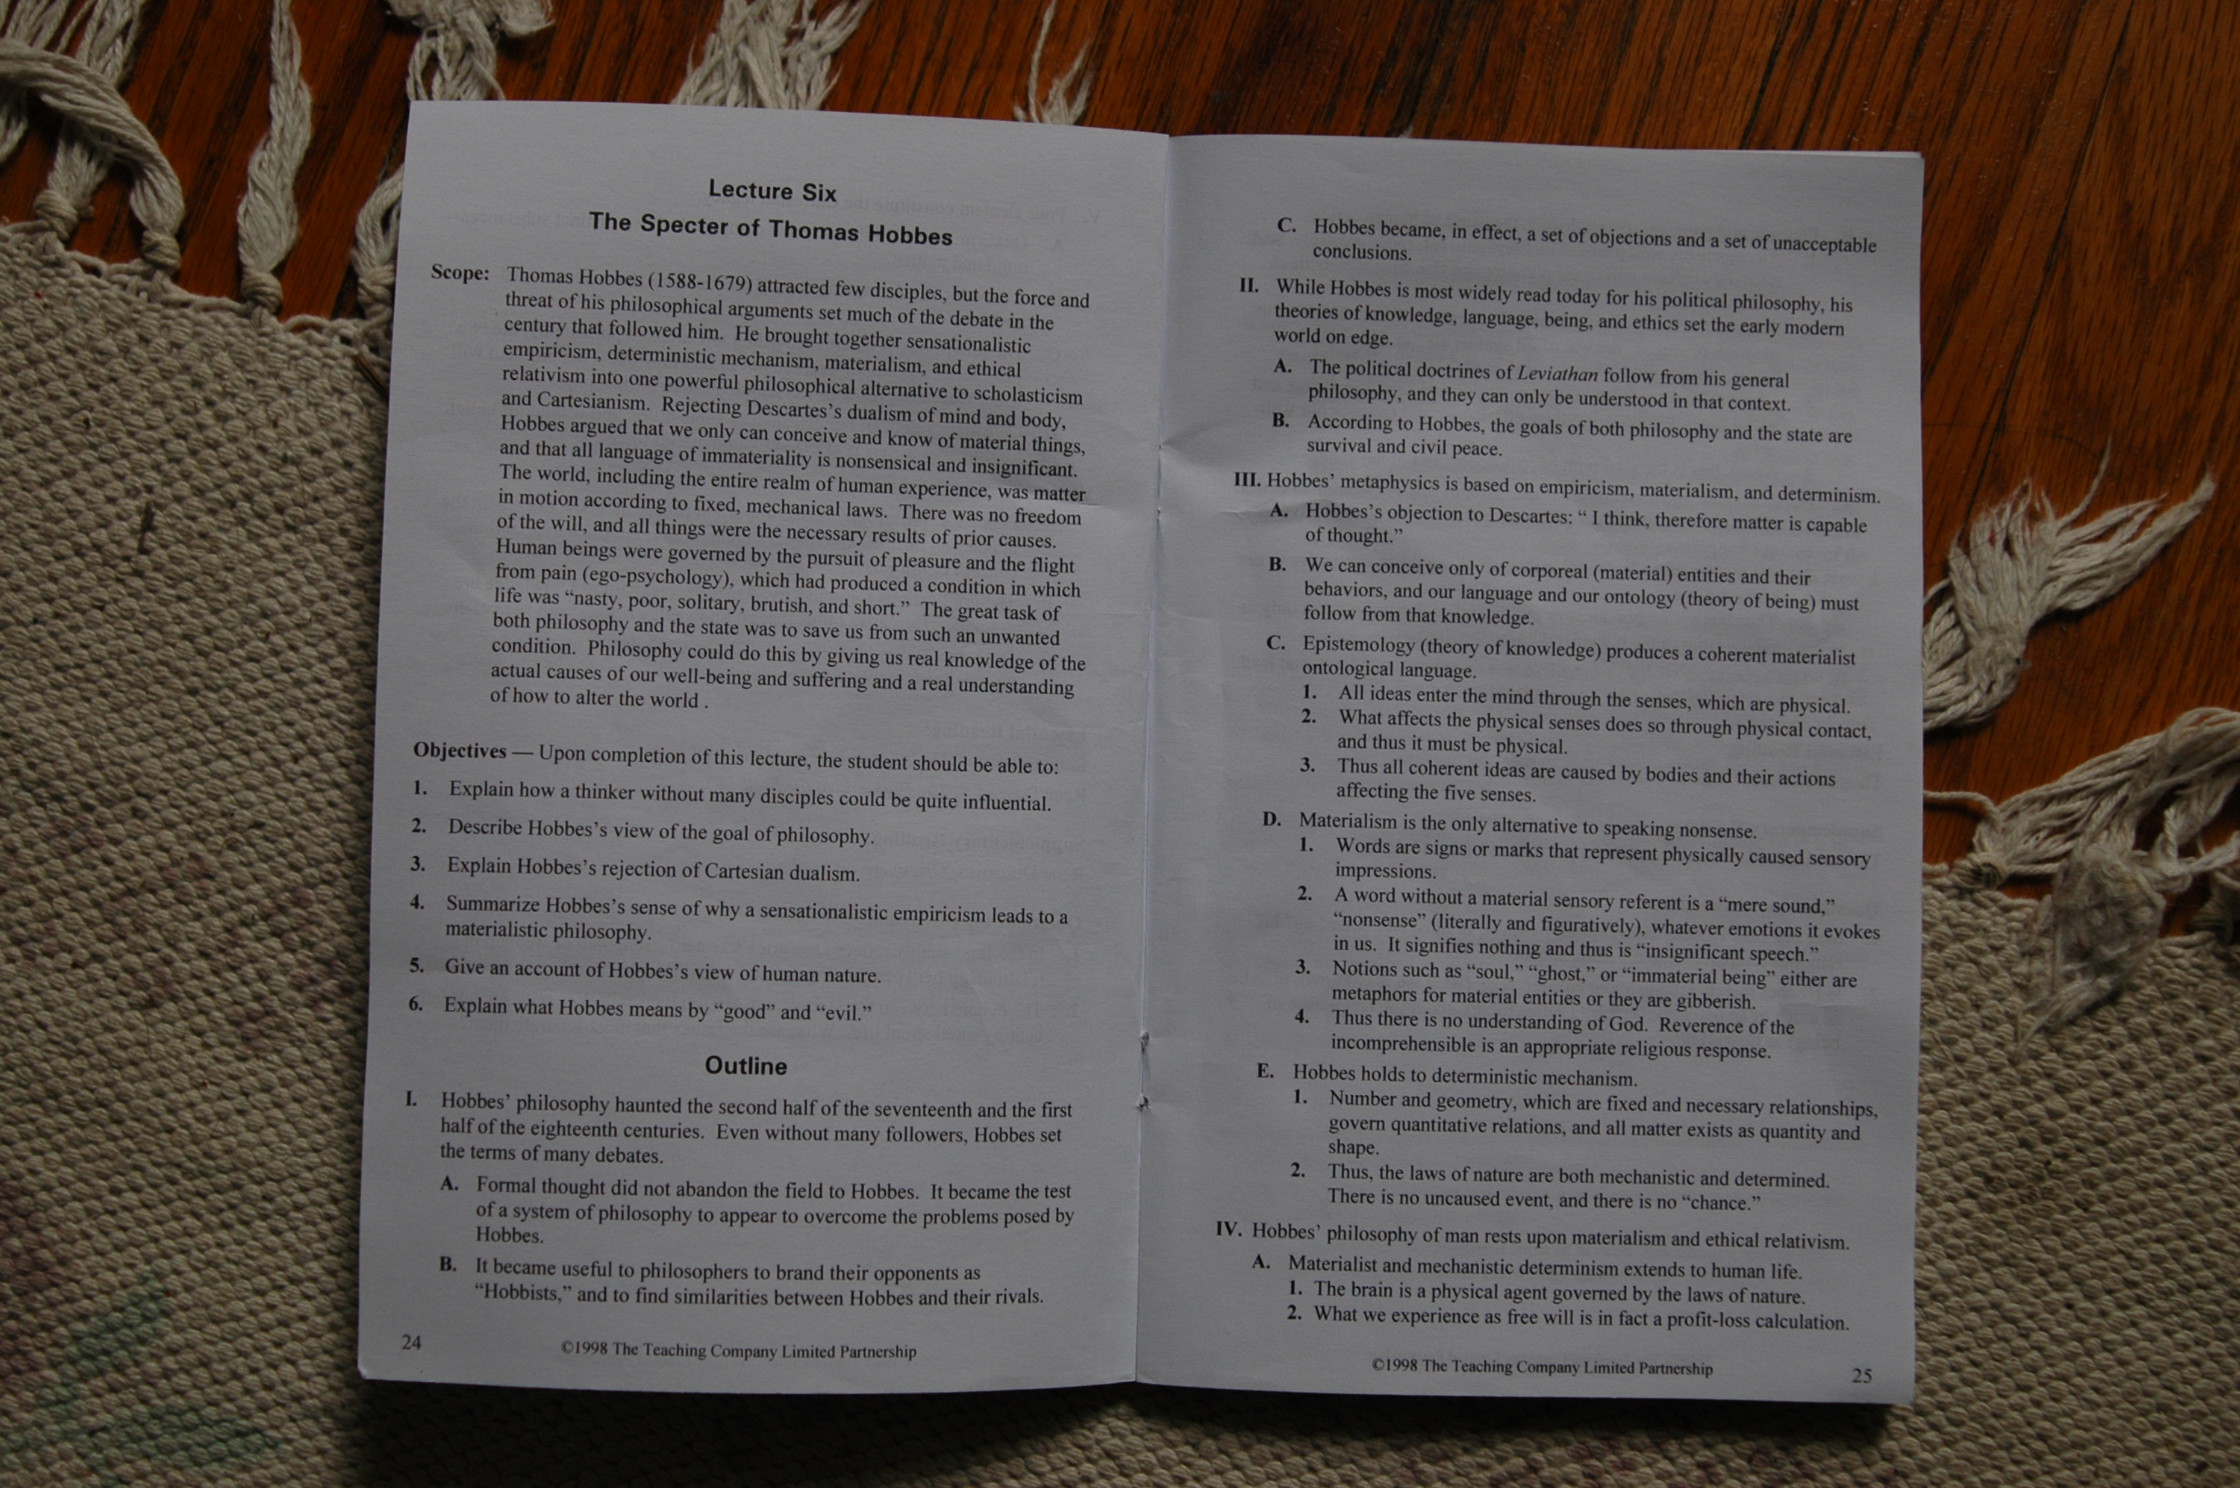 Lecture Six
The Specter of Thomas Hobbes
Scope: Thomas Hobbes (1588-1679) attracted few disciples, but the force and
threat of his philosophical arguments set much of the debate in the
century that followed him. He brought together sensationalistic
empiricism, deterministic mechanism, materialism, and ethical
relativism into one powerful philosophical alternative to scholasticism
and Cartesianism. Rejecting Descartes's dualism of mind and body,
Hobbes argued that we only can conceive and know of material things,
and that all language of immateriality is nonsensical and insignificant.
The world, including the entire realm of human experience, was matter
in motion according to fixed, mechanical laws. There was no freedom
of the will, and all things were the necessary results of prior causes.
Human beings were governed by the pursuit of pleasure and the flight
from pain (ego-psychology), which had produced a condition in which
life was “nasty, poor, solitary, brutish, and short.” The great task of
both philosophy and the state was to save us from such an unwanted
condition. Philosophy could do this by giving us real knowledge of the
actual causes of our well-being and suffering and a real understanding
of how to alter the world .
Objectives — Upon completion of this lecture, the student should be able to:
1. Explain how a thinker without many disciples could be quite influential.
2. Describe Hobbes's view of the goal of philosophy.
3. Explain Hobbes's rejection of Cartesian dualism.
4. Summarize Hobbes's sense of why a sensationalistic empiricism leads to a
materialistic philosophy.
5. Give an account of Hobbes's view of human nature.
6. Explain what Hobbes means by “good” and “evil.”
Outline
I. Hobbes' philosophy haunted the second half of the seventeenth and the first
half of the eighteenth centuries. Even without many followers, Hobbes set
the terms of many debates.
A. Formal thought did not abandon the field to Hobbes. It became the test
of a system of philosophy to appear to overcome the problems posed by
Hobbes.
B. It became useful to philosophers to brand their opponents as
“Hobbists,” and to find similarities between Hobbes and their rivals.
24 ©1998 The Teaching Company Limited Partnership
C. Hobbes became, in effect, a set of objections and a set of unacceptable
conclusions.
II. While Hobbes is most widely read today for his political philosophy, his
theories of knowledge, language, being, and ethics set the early modern
world on edge.
A. The political doctrines of Leviathan follow from his general
philosophy, and they can only be understood in that context.
B. According to Hobbes, the goals of both philosophy and the state are
survival and civil peace.
III. Hobbes' metaphysics is based on empiricism, materialism, and determinism.
A. Hobbes's objection to Descartes: “ I think, therefore matter is capable
of thought.”
B. We can conceive only of corporeal (material) entities and their
behaviors, and our language and our ontology (theory of being) must
follow from that knowledge.
C. Epistemology (theory of knowledge) produces a coherent materialist
ontological language.
1. All ideas enter the mind through the senses, which are physical.
2. What affects the physical senses does so through physical contact,
and thus it must be physical.
3. Thus all coherent ideas are caused by bodies and their actions
affecting the five senses.
D. Materialism is the only alternative to speaking nonsense.
1. Words are signs or marks that represent physically caused sensory
impressions.
2. A word without a material sensory referent is a “mere sound,”
“nonsense” (literally and figuratively), whatever emotions it evokes
in us. It signifies nothing and thus is “insignificant speech.”
3. Notions such as “soul,” “ghost,” or “immaterial being” either are
metaphors for material entities or they are gibberish.
4. Thus there is no understanding of God. Reverence of the
incomprehensible is an appropriate religious response.
E. Hobbes holds to deterministic mechanism.
1. Number and geometry, which are fixed and necessary relationships,
govern quantitative relations, and all matter exists as quantity and
shape.
2. Thus, the laws of nature are both mechanistic and determined.
There is no uncaused event, and there is no “chance.”
IV. Hobbes' philosophy of man rests upon materialism and ethical relativism.
A. Materialist and mechanistic determinism extends to human life.
1. The brain is a physical agent governed by the laws of nature.
2. What we experience as free will is in fact a profit-loss calculation.
©1998 The Teaching Company Limited Partnership 25